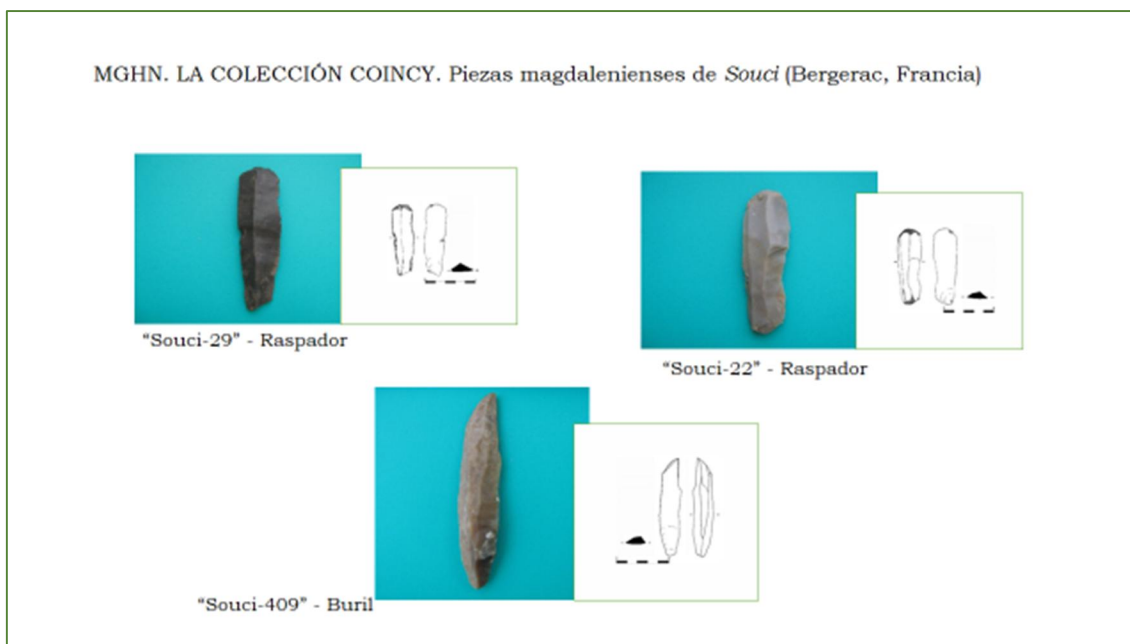 MGHN. LA COLECCIÓN COINCY. Piezas magdalenienses de Souci (Bergerac, Francia)
“Souci-29” - Raspador
“Souci-22” - Raspador
“Souci-409” - Buril